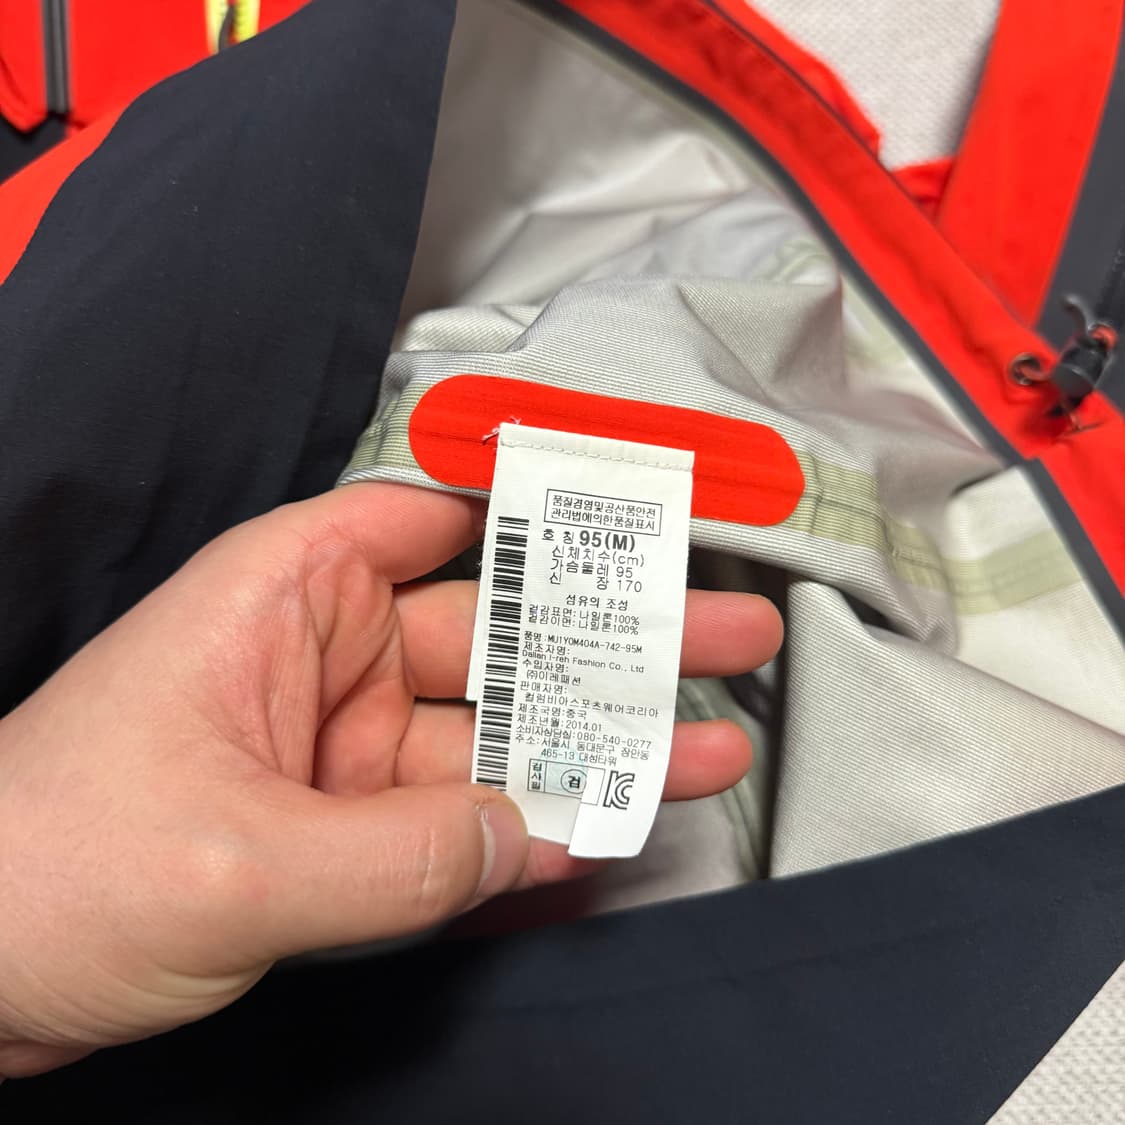 품질경영및공산품안전
관리법에의한품질표시
호 칭 95(M)
신체치수(cm)
가슴둘레 95
신 장 170
섬유의 조성
겉감표면: 나일론100%
겉감이면: 나일론100%
품명: MU1YOM404A-742-95M
제조자명:
Dalian I-reh Fashion Co., Ltd
수입자명:
㈜이레패션
판매자명:
컬럼비아스포츠웨어코리아
제조국명:중국
제조년월: 2014.01
소비자상담실:080-540-0277
주소:서울시 동대문구 장안동
465-13 대성타워
검사필
검